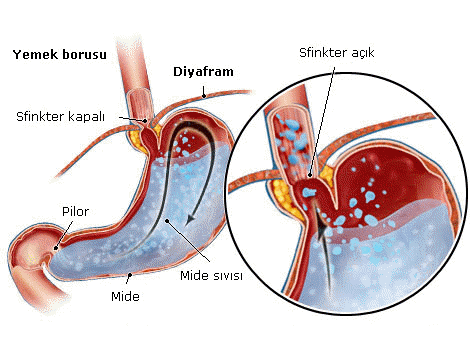 Sfinkter açık
Yemek borusu
Diyafram
Sfinkter kapalı
Pilor
Mide sıvısı
Mide